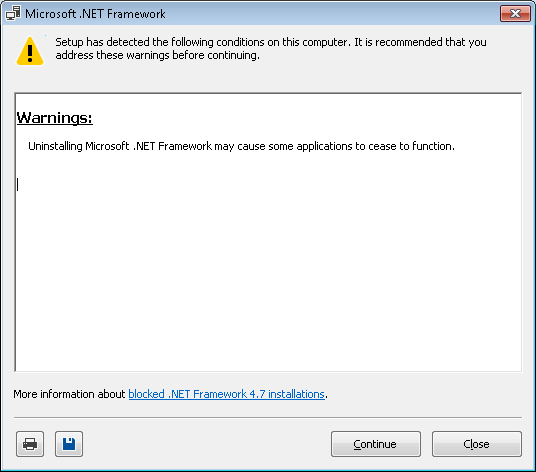 Microsoft .NET Framework
Setup has detected the following conditions on this computer. It is recommended that you
address these warnings before continuing.
Warnings:
Uninstalling Microsoft .NET Framework may cause some applications to cease to function.
More information about blocked .NET Framework 4.7 installations.
Continue
Close